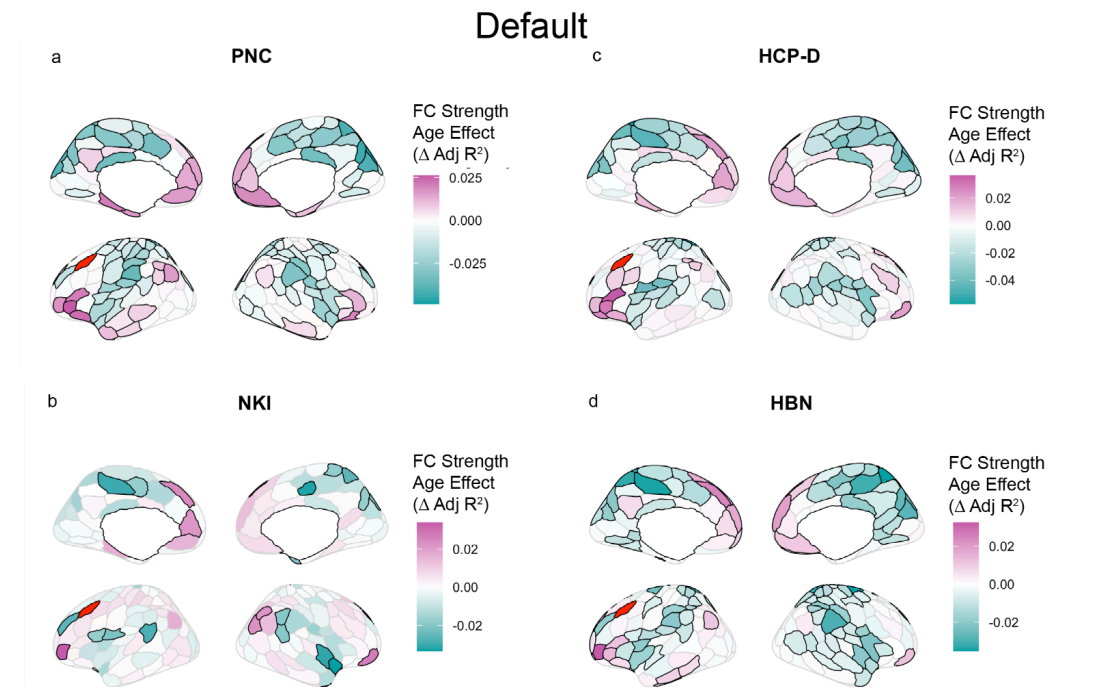 Default
a
PNC
FC Strength
Age Effect
(Δ Adj R²)
0.025
0.000
-0.025
c
HCP-D
FC Strength
Age Effect
(Δ Adj R²)
0.02
0.00
-0.02
-0.04
b
NKI
FC Strength
Age Effect
(Δ Adj R²)
0.02
0.00
-0.02
d
HBN
FC Strength
Age Effect
(Δ Adj R²)
0.02
0.00
-0.02